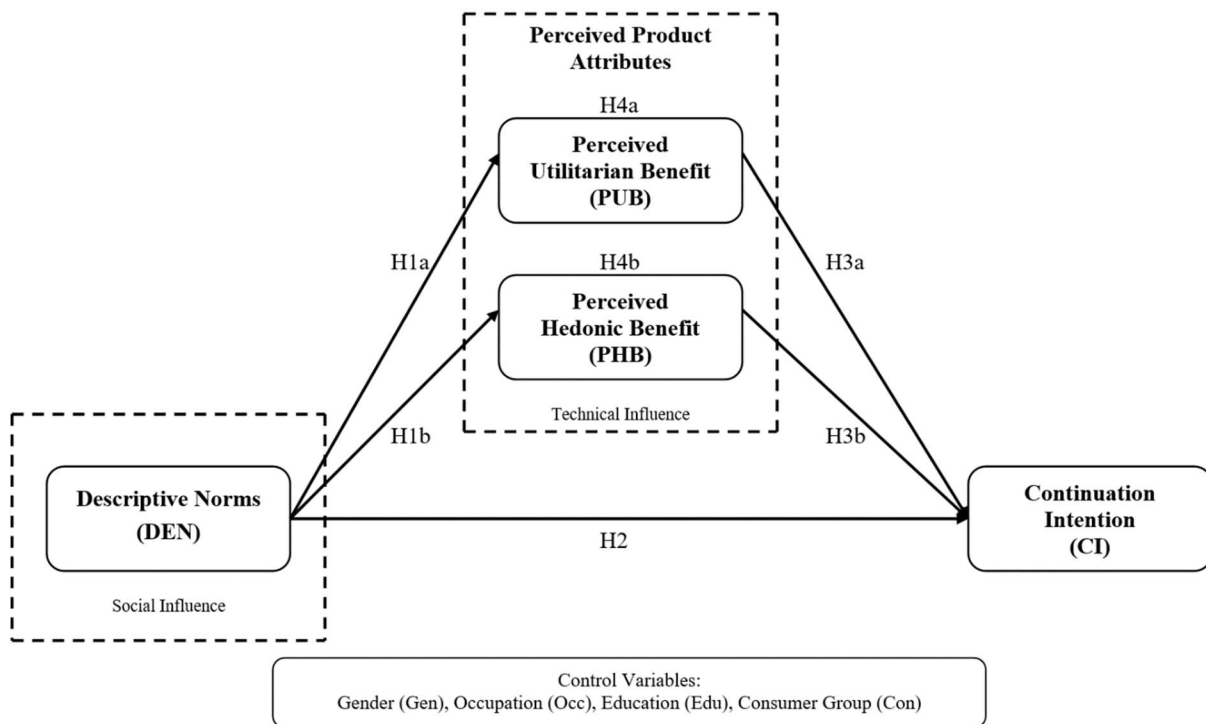 Perceived Product
Attributes
H4a
Perceived
Utilitarian Benefit
(PUB)
H1a
H4b
H3a
Perceived
Hedonic Benefit
(PHB)
Technical Influence
H1b
H3b
Descriptive Norms
(DEN)
Continuation
Intention
(CI)
H2
Social Influence
Control Variables:
Gender (Gen), Occupation (Occ), Education (Edu), Consumer Group (Con)